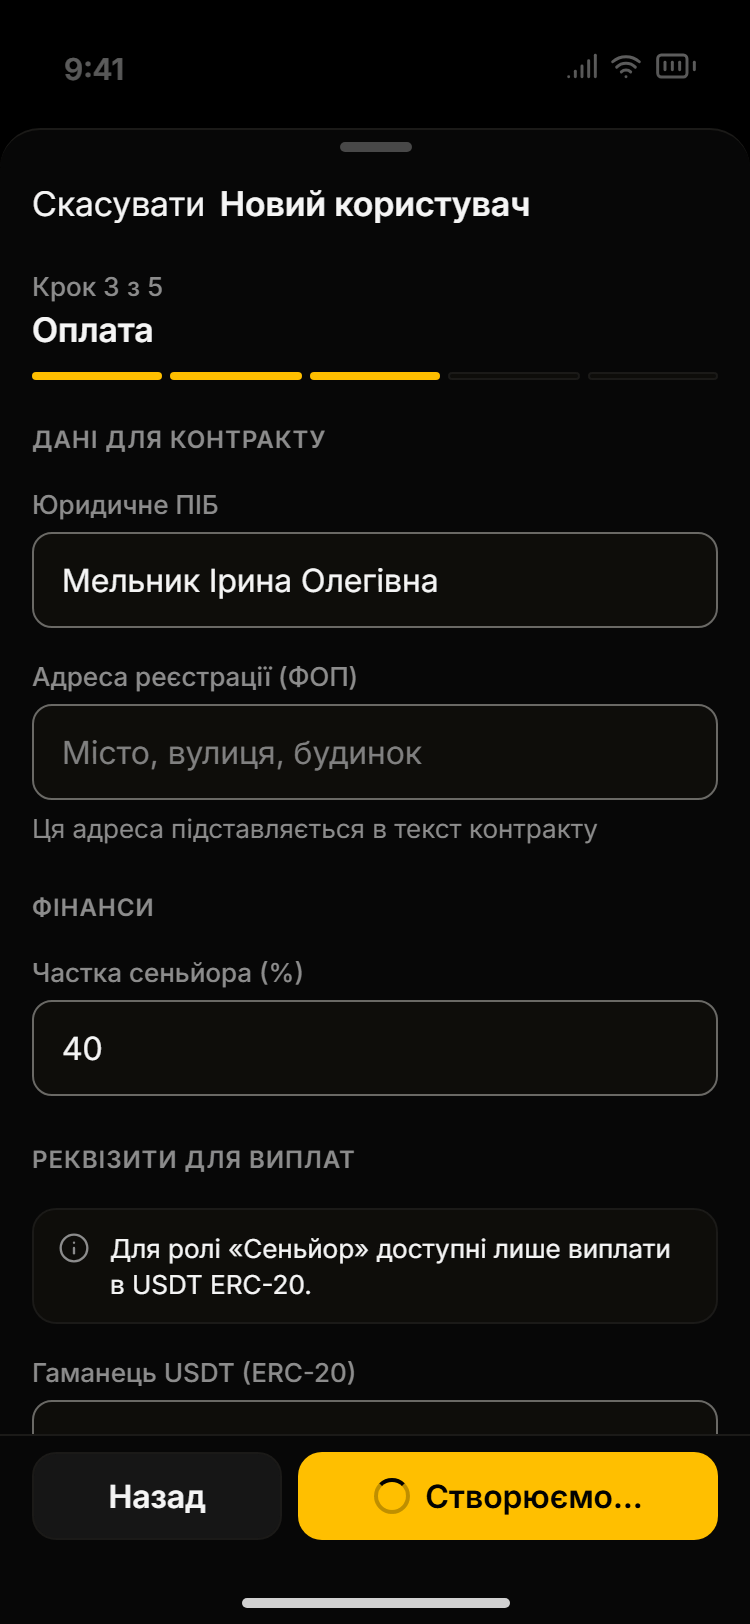 9:41
Скасувати Новий користувач
Крок 3 з 5
Оплата
ДАНІ ДЛЯ КОНТРАКТУ
Юридичне ПІБ
Мельник Ірина Олегівна
Адреса реєстрації (ФОП)
Місто, вулиця, будинок
Ця адреса підставляється в текст контракту
ФІНАНСИ
Частка сеньйора (%)
40
РЕКВІЗИТИ ДЛЯ ВИПЛАТ
Для ролі «Сеньйор» доступні лише виплати
в USDT ERC-20.
Гаманець USDT (ERC-20)
Назад
Створюємо...